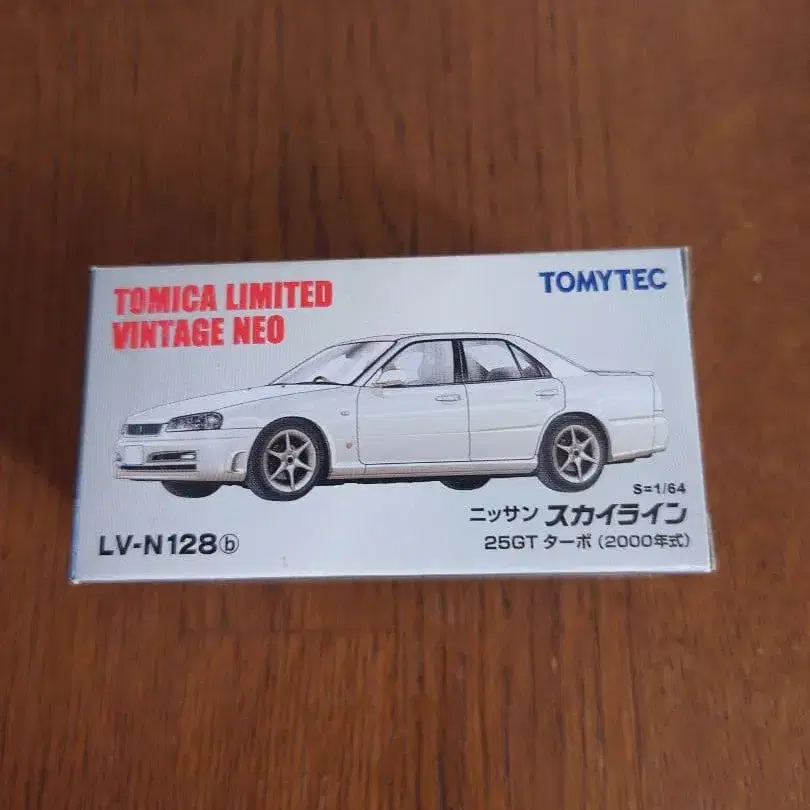 TOMICA LIMITED
VINTAGE NEO
TOMYTEC
S=1/64
ニッサン スカイライン
25GT ターボ (2000年式)
LV-N128ⓑ